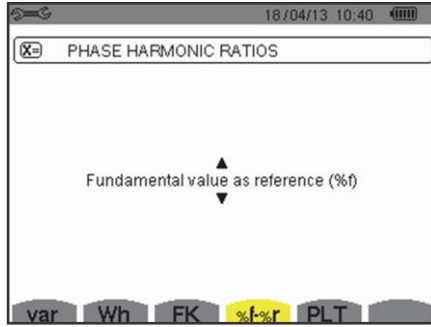 18/04/13 10:40
X= PHASE HARMONIC RATIOS
Fundamental value as reference (%f)
var Wh FK %f-%r PLT